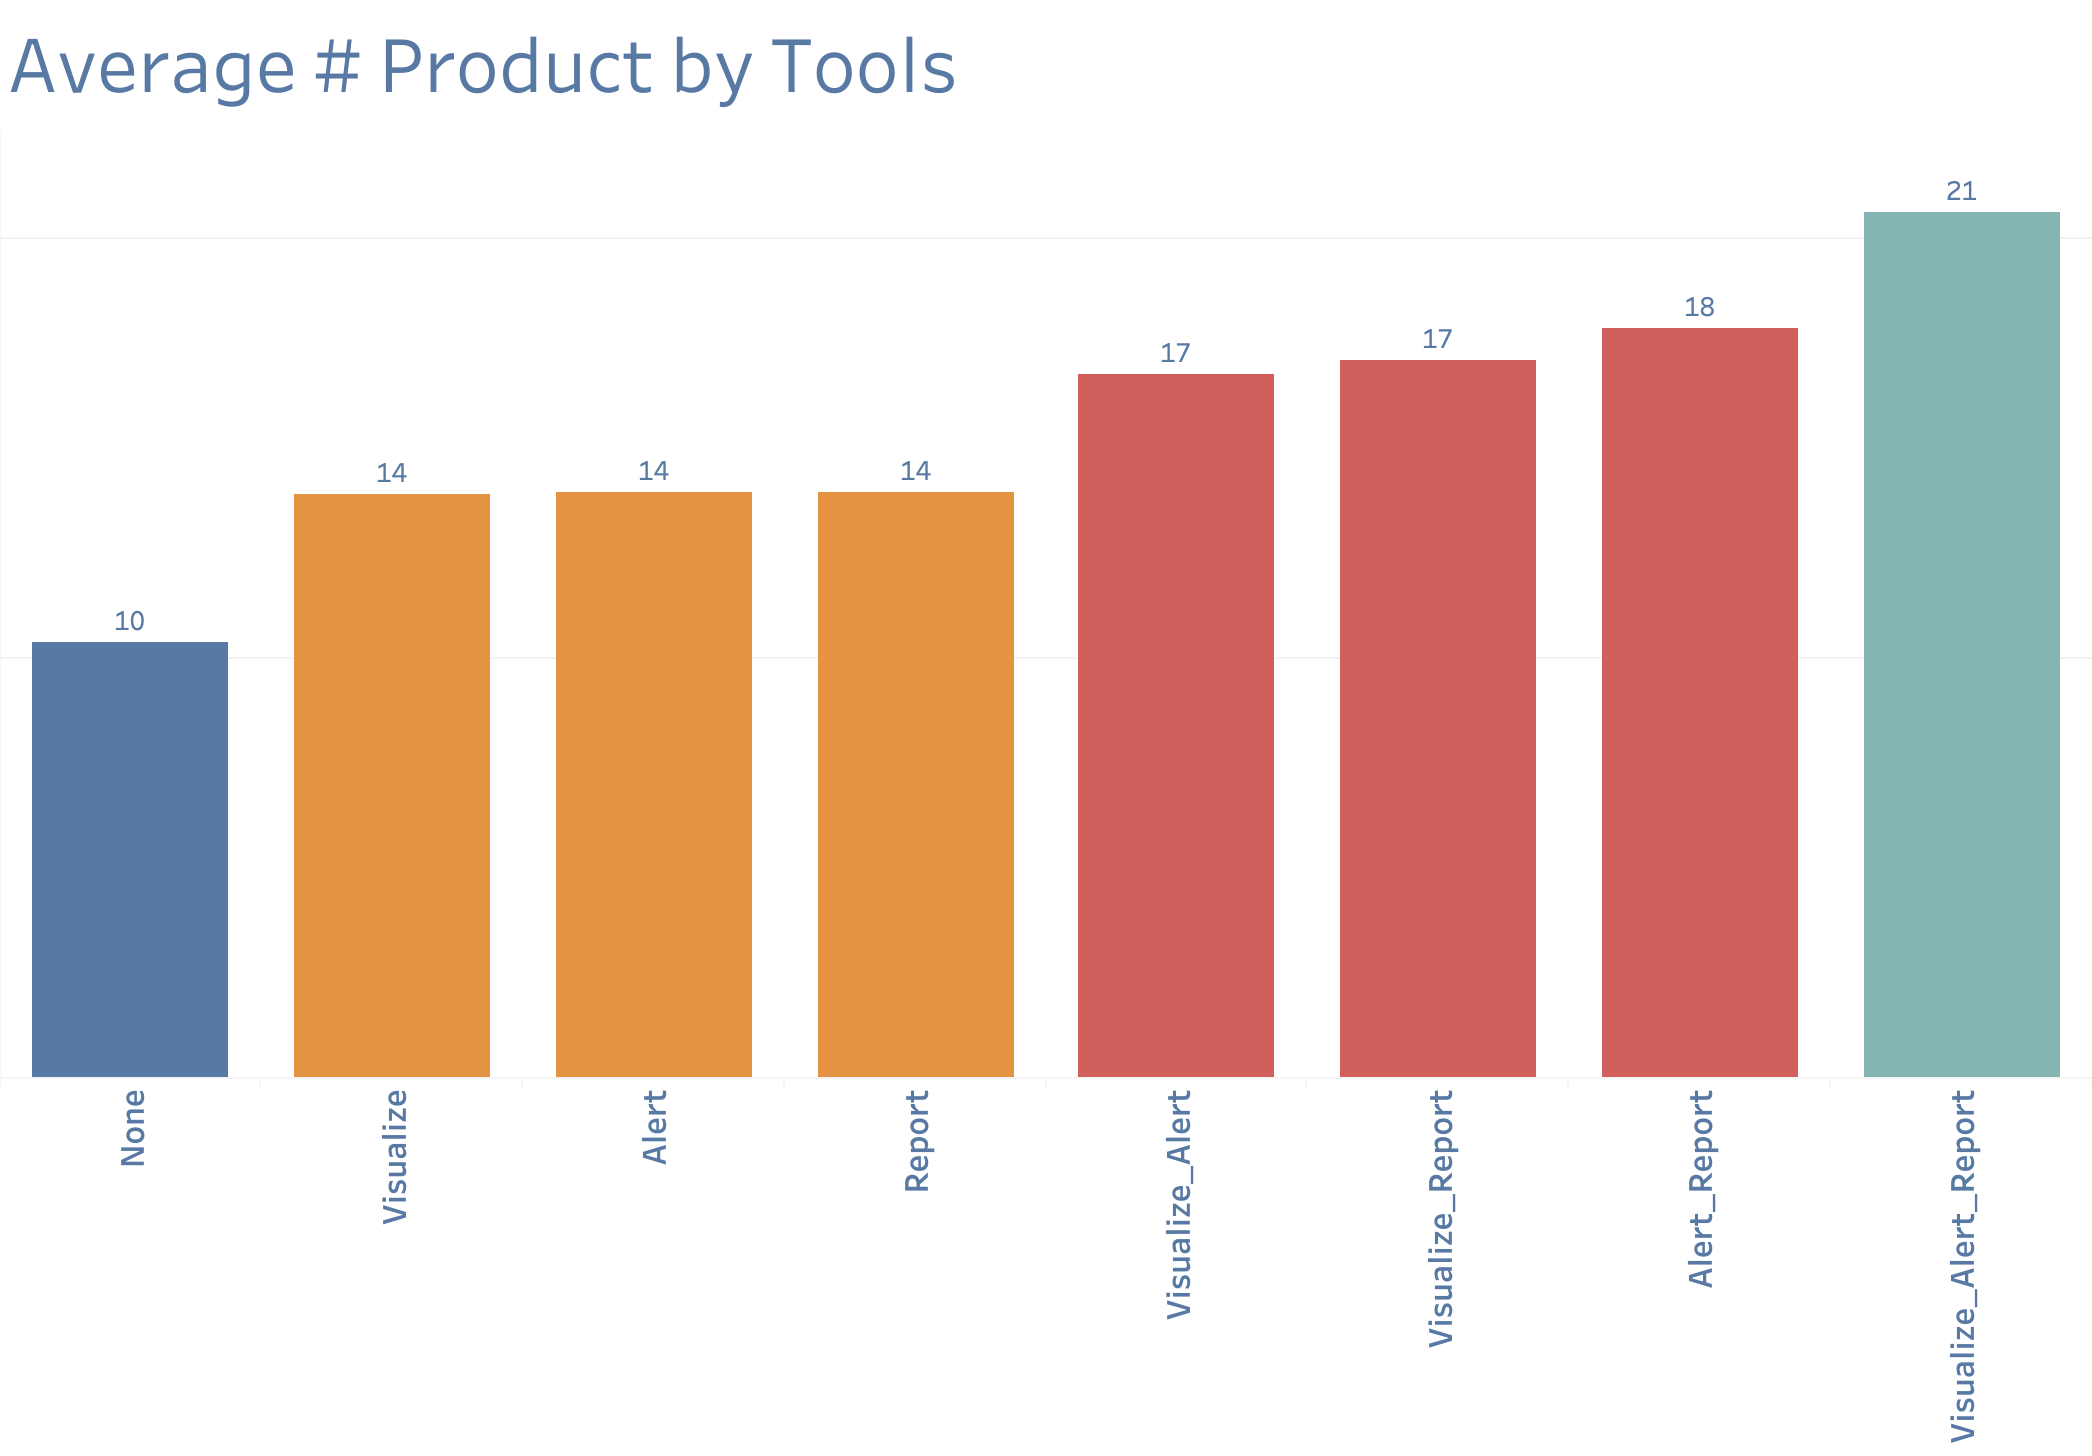 Average # Product by Tools
10
14
14
14
17
17
18
21
None
Visualize
Alert
Report
Visualize_Alert
Visualize_Report
Alert_Report
Visualize_Alert_Report